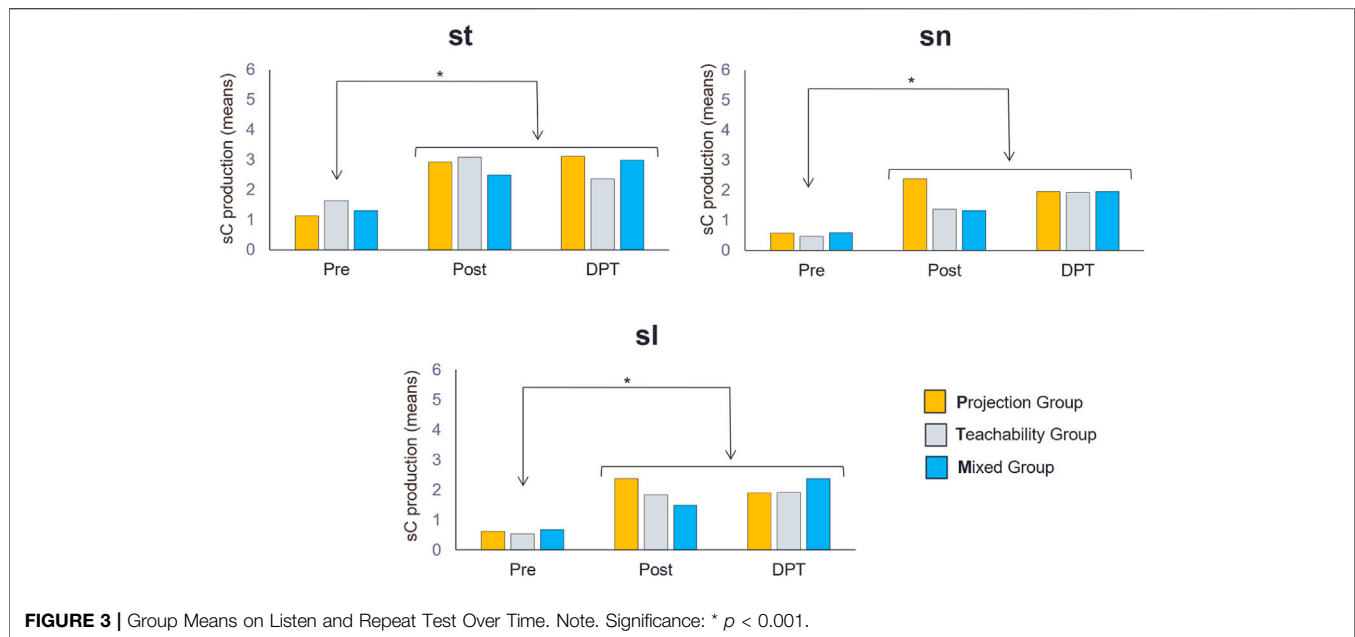 st
sC production (means)
6
5
4
3
2
1
0
*
Pre Post DPT
sn
sC production (means)
6
5
4
3
2
1
0
*
Pre Post DPT
sl
sC production (means)
6
5
4
3
2
1
0
*
Pre Post DPT
Projection Group
Teachability Group
Mixed Group
FIGURE 3 | Group Means on Listen and Repeat Test Over Time. Note. Significance: * p < 0.001.